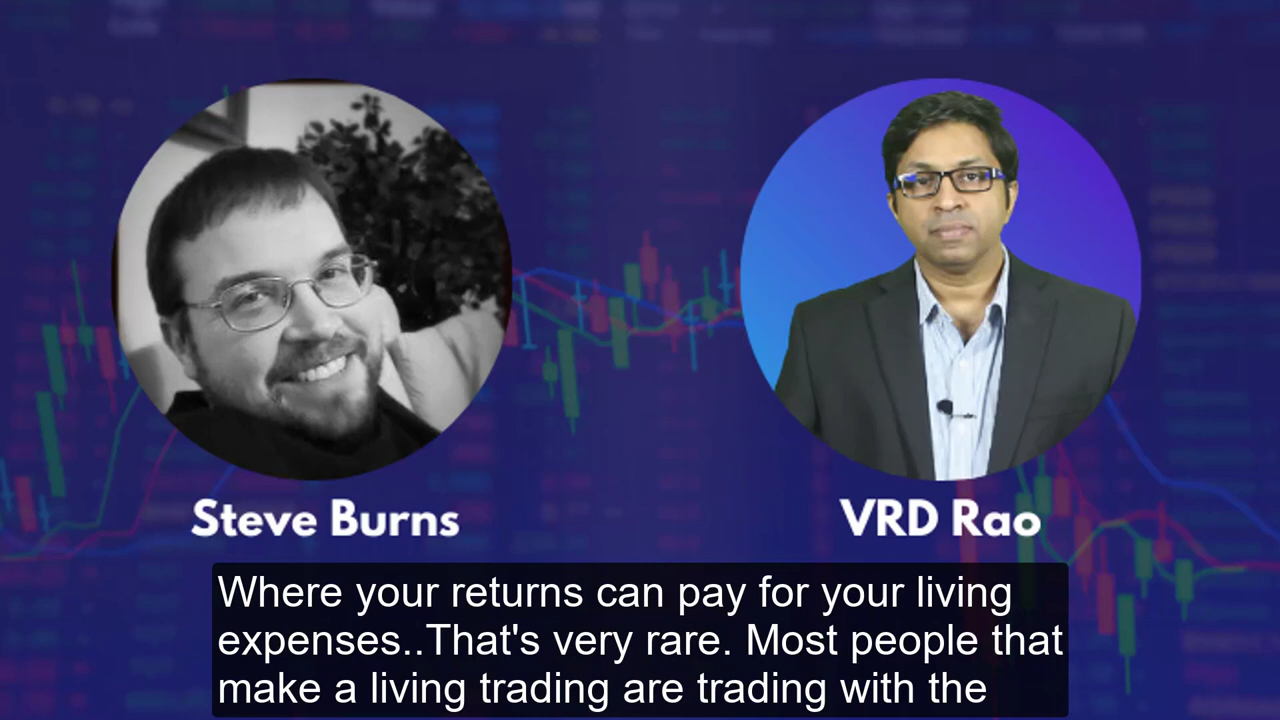 Steve Burns
VRD Rao
Where your returns can pay for your living
expenses..That's very rare. Most people that
make a living trading are trading with the